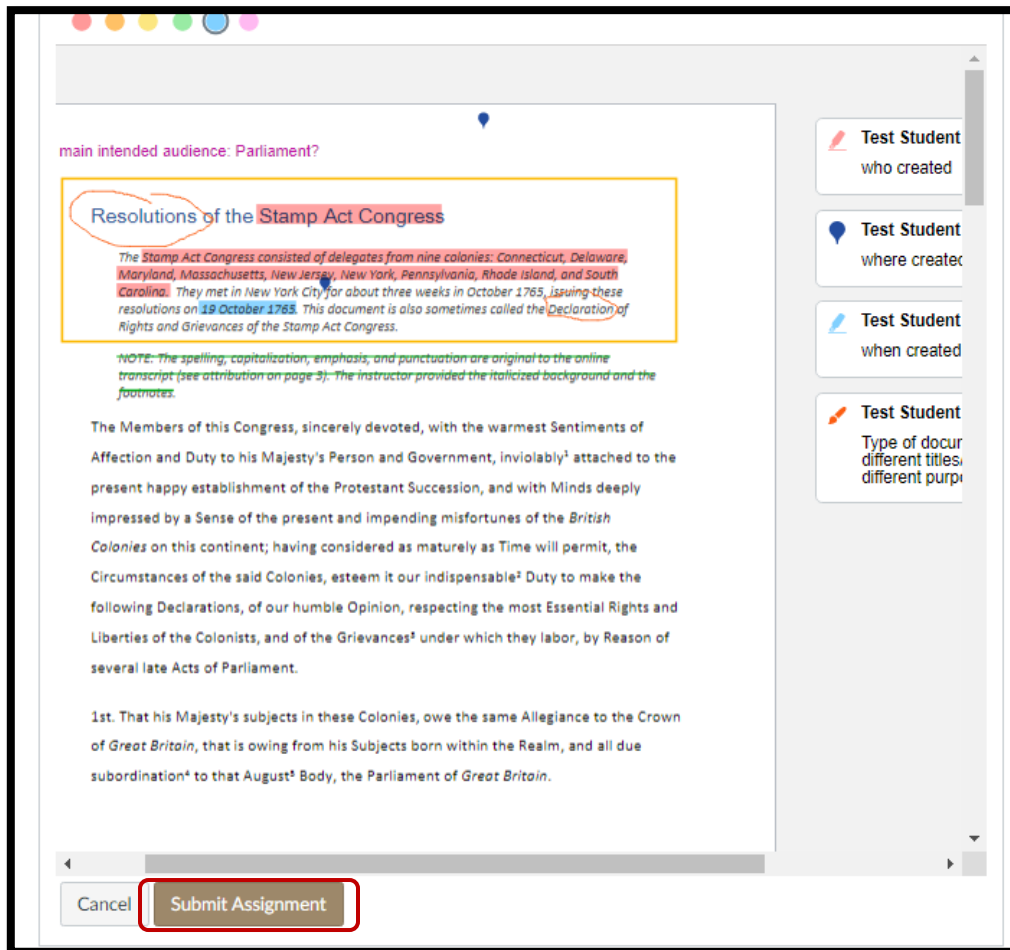 main intended audience: Parliament?
Resolutions of the Stamp Act Congress
The Stamp Act Congress consisted of delegates from nine colonies: Connecticut, Delaware,
Maryland, Massachusetts, New Jersey, New York, Pennsylvania, Rhode Island, and South
Carolina. They met in New York City for about three weeks in October 1765, issuing these
resolutions on 19 October 1765. This document is also sometimes called the Declaration of
Rights and Grievances of the Stamp Act Congress.
NOTE: The spelling, capitalization, emphasis, and punctuation are original to the online
transcript (see attribution on page 3). The instructor provided the italicized background and the
footnotes.
The Members of this Congress, sincerely devoted, with the warmest Sentiments of
Affection and Duty to his Majesty's Person and Government, inviolably¹ attached to the
present happy establishment of the Protestant Succession, and with Minds deeply
impressed by a Sense of the present and impending misfortunes of the British
Colonies on this continent; having considered as maturely as Time will permit, the
Circumstances of the said Colonies, esteem it our indispensable² Duty to make the
following Declarations, of our humble Opinion, respecting the most Essential Rights and
Liberties of the Colonists, and of the Grievances³ under which they labor, by Reason of
several late Acts of Parliament.
1st. That his Majesty's subjects in these Colonies, owe the same Allegiance to the Crown
of Great Britain, that is owing from his Subjects born within the Realm, and all due
subordination⁴ to that August⁵ Body, the Parliament of Great Britain.
Test Student
who created
Test Student
where created
Test Student
when created
Test Student
Type of docur
different titles/
different purpo
Cancel
Submit Assignment